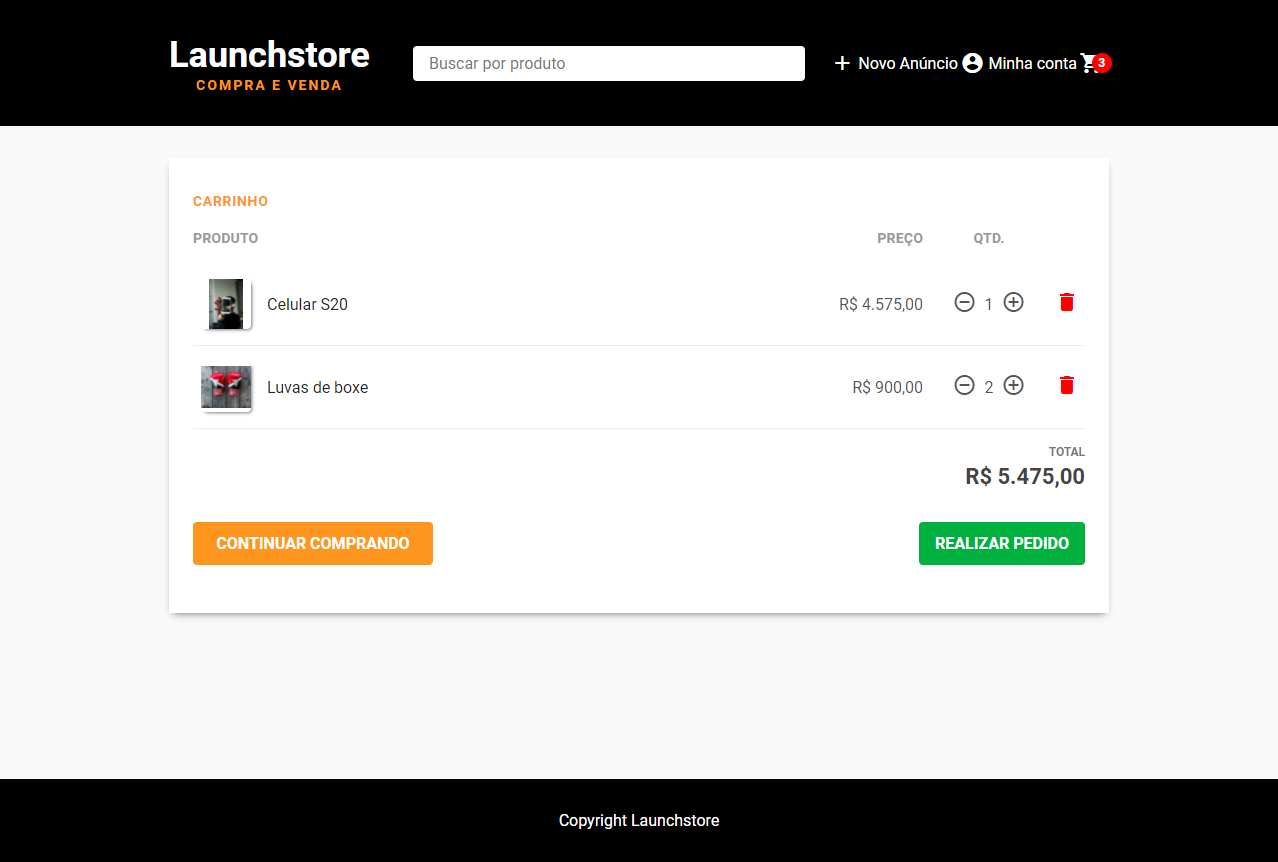 Launchstore
COMPRA E VENDA
Buscar por produto
Novo Anúncio Minha conta 3
CARRINHO
PRODUTO PREÇO QTD.
Celular S20 R$ 4.575,00 1
Luvas de boxe R$ 900,00 2
TOTAL
R$ 5.475,00
CONTINUAR COMPRANDO REALIZAR PEDIDO
Copyright Launchstore